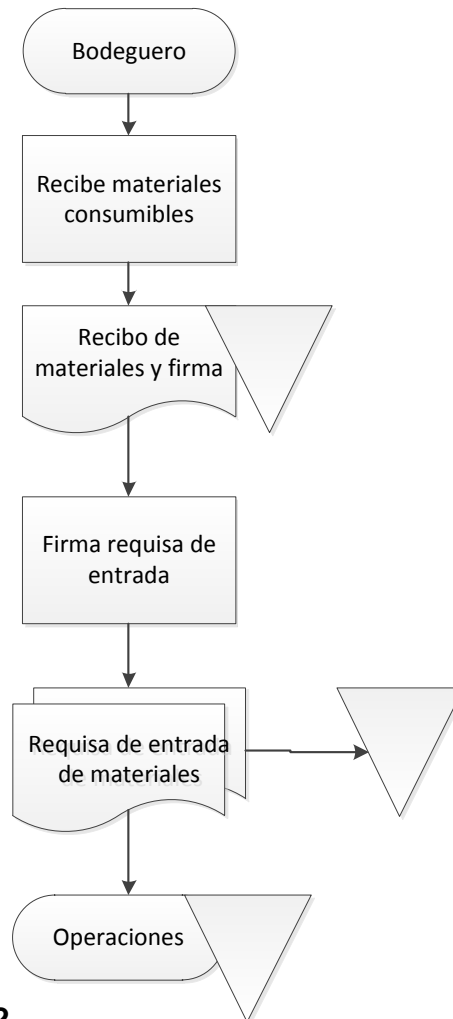 Bodeguero
Recibe materiales
consumibles
Recibo de
materiales y firma
Firma requisa de
entrada
Requisa de entrada
de materiales
Operaciones